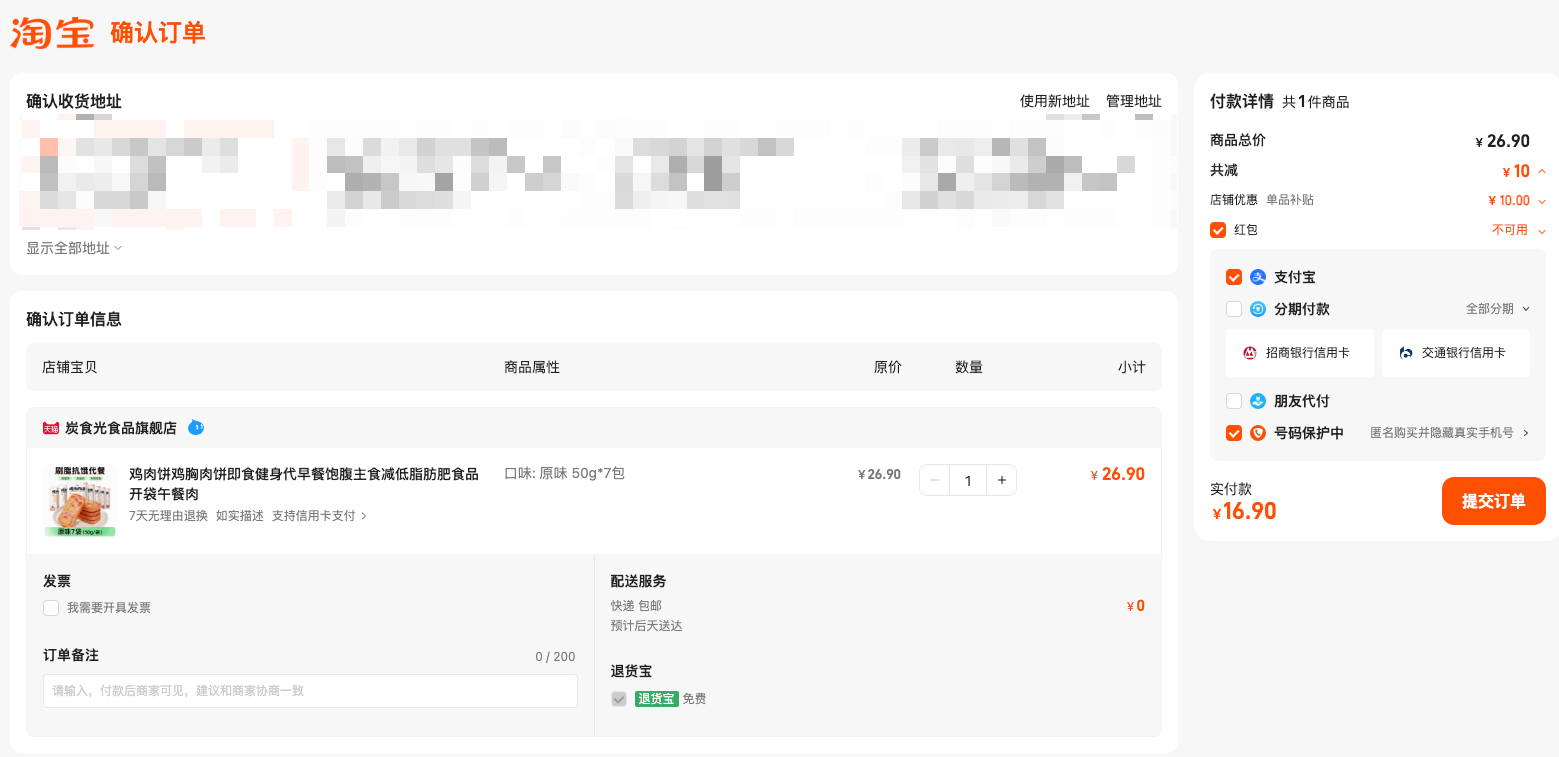 淘宝 确认订单
确认收货地址
使用新地址 管理地址
显示全部地址
确认订单信息
店铺宝贝 商品属性 原价 数量 小计
天猫 炭食光食品旗舰店
刷脂抗饿代餐
原味7袋 (50g/袋)
鸡肉饼鸡胸肉饼即食健身代早餐饱腹主食减低脂肪肥食品
开袋午餐肉
7天无理由退换 如实描述 支持信用卡支付 >
口味: 原味 50g*7包
¥26.90
− 1 +
¥ 26.90
发票
我需要开具发票
订单备注 0 / 200
请输入，付款后商家可见，建议和商家协商一致
配送服务
快递 包邮 ¥0
预计后天送达
退货宝
退货宝 免费
付款详情 共1件商品
商品总价 ¥ 26.90
共减 ¥ 10
店铺优惠 单品补贴 ¥ 10.00
红包 不可用
支付宝
分期付款 全部分期
招商银行信用卡 交通银行信用卡
朋友代付
号码保护中 匿名购买并隐藏真实手机号 >
实付款
¥16.90
提交订单